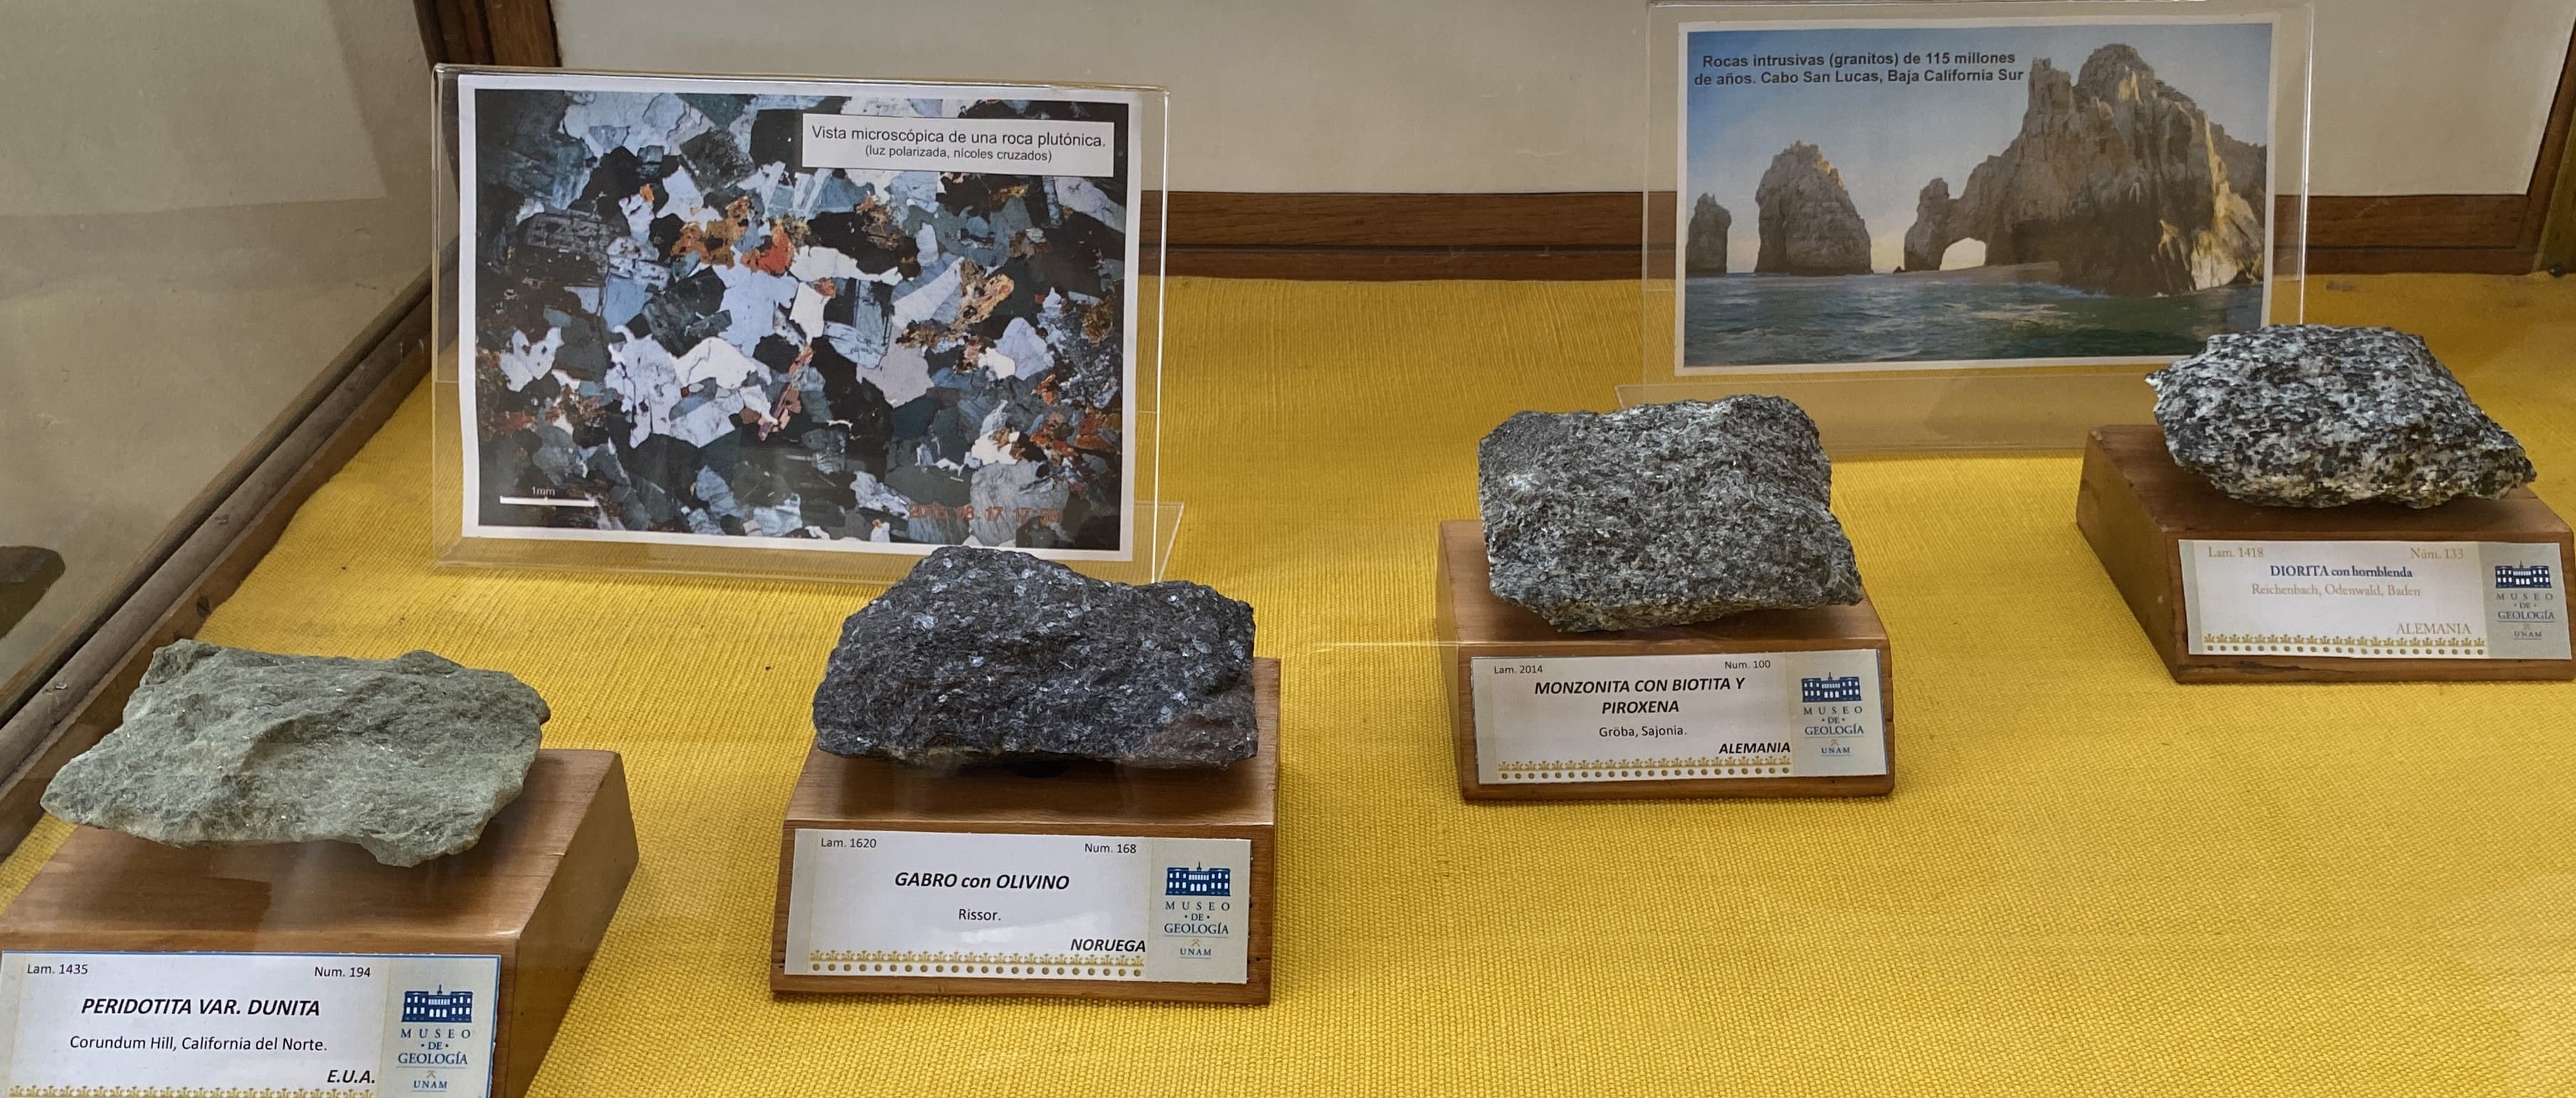 Vista microscópica de una roca plutónica.
(luz polarizada, nícoles cruzados)
1mm
Rocas intrusivas (granitos) de 115 millones
de años. Cabo San Lucas, Baja California Sur
Lam. 1435 Num. 194
PERIDOTITA VAR. DUNITA
Corundum Hill, California del Norte.
E.U.A.
MUSEO
• DE •
GEOLOGÍA
UNAM
Lam. 1620 Num. 168
GABRO con OLIVINO
Rissor.
NORUEGA
MUSEO
• DE •
GEOLOGÍA
UNAM
Lam. 2014 Num. 100
MONZONITA CON BIOTITA Y
PIROXENA
Gröba, Sajonia.
ALEMANIA
MUSEO
• DE •
GEOLOGÍA
UNAM
Lam. 1418 Núm. 133
DIORITA con hornblenda
Reichenbach, Odenwald, Baden
ALEMANIA
MUSEO
• DE •
GEOLOGÍA
UNAM